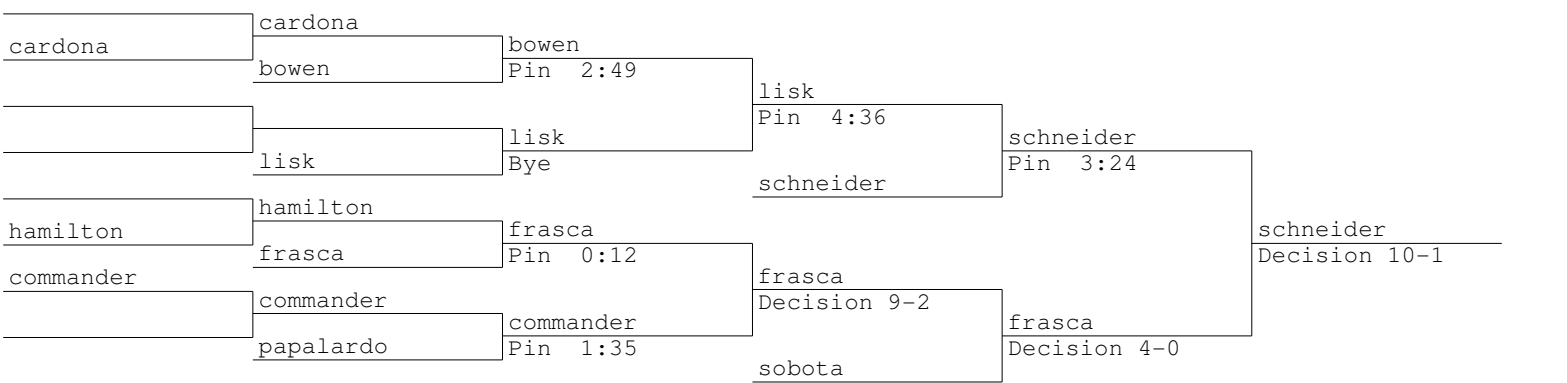 cardona
cardona
bowen
bowen
Pin 2:49
lisk
lisk
Bye
lisk
Pin 4:36
schneider
schneider
Pin 3:24
hamilton
hamilton
frasca
frasca
Pin 0:12
commander
commander
papalardo
commander
Pin 1:35
frasca
Decision 9-2
sobota
frasca
Decision 4-0
schneider
Decision 10-1